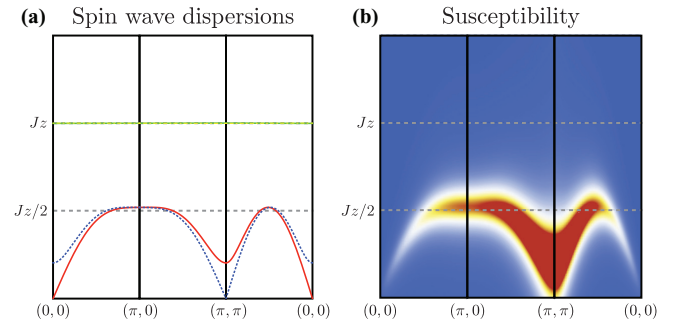 (a) Spin wave dispersions
(b) Susceptibility
Jz
Jz
Jz/2
Jz/2
(0, 0) (π, 0) (π, π) (0, 0)
(0, 0) (π, 0) (π, π) (0, 0)